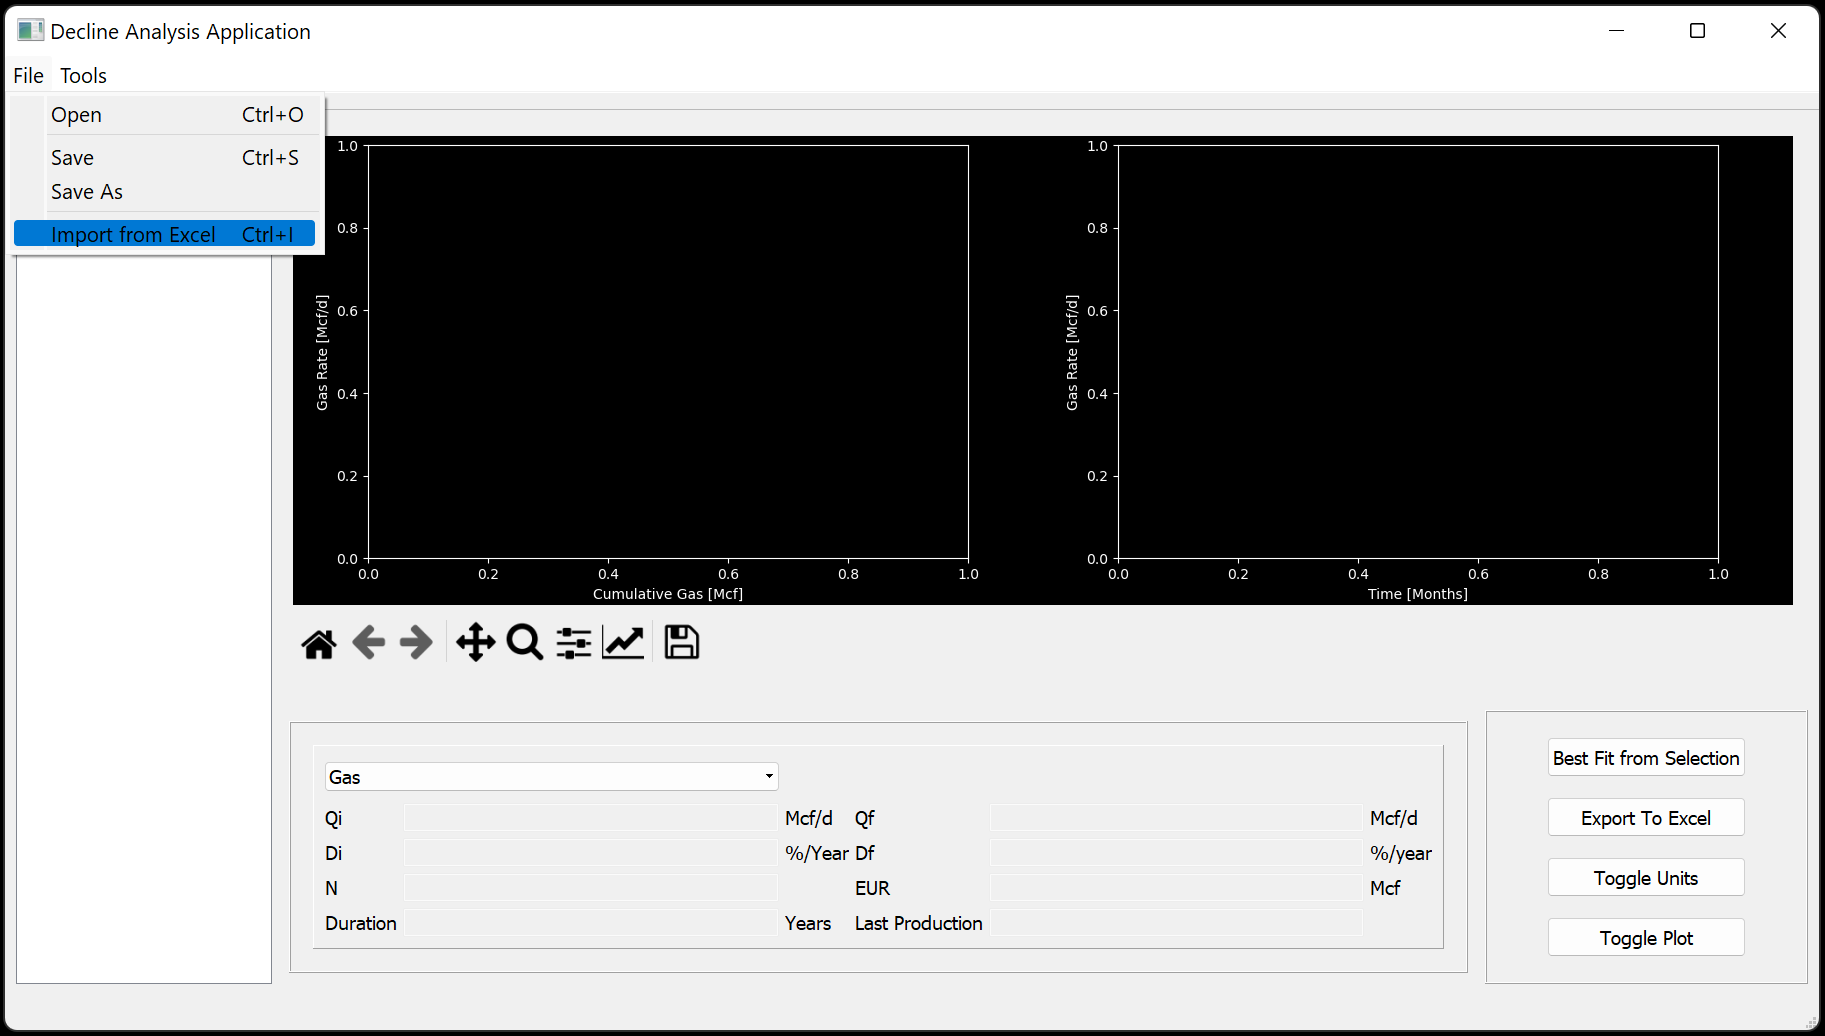 Decline Analysis Application
File Tools
Open Ctrl+O
Save Ctrl+S
Save As
Import from Excel Ctrl+I
1.0
0.8
0.6
0.4
0.2
0.0
Gas Rate [Mcf/d]
0.0 0.2 0.4 0.6 0.8 1.0
Cumulative Gas [Mcf]
1.0
0.8
0.6
0.4
0.2
0.0
Gas Rate [Mcf/d]
0.0 0.2 0.4 0.6 0.8 1.0
Time [Months]
Gas
Qi Mcf/d Qf Mcf/d
Di %/Year Df %/year
N EUR Mcf
Duration Years Last Production
Best Fit from Selection
Export To Excel
Toggle Units
Toggle Plot